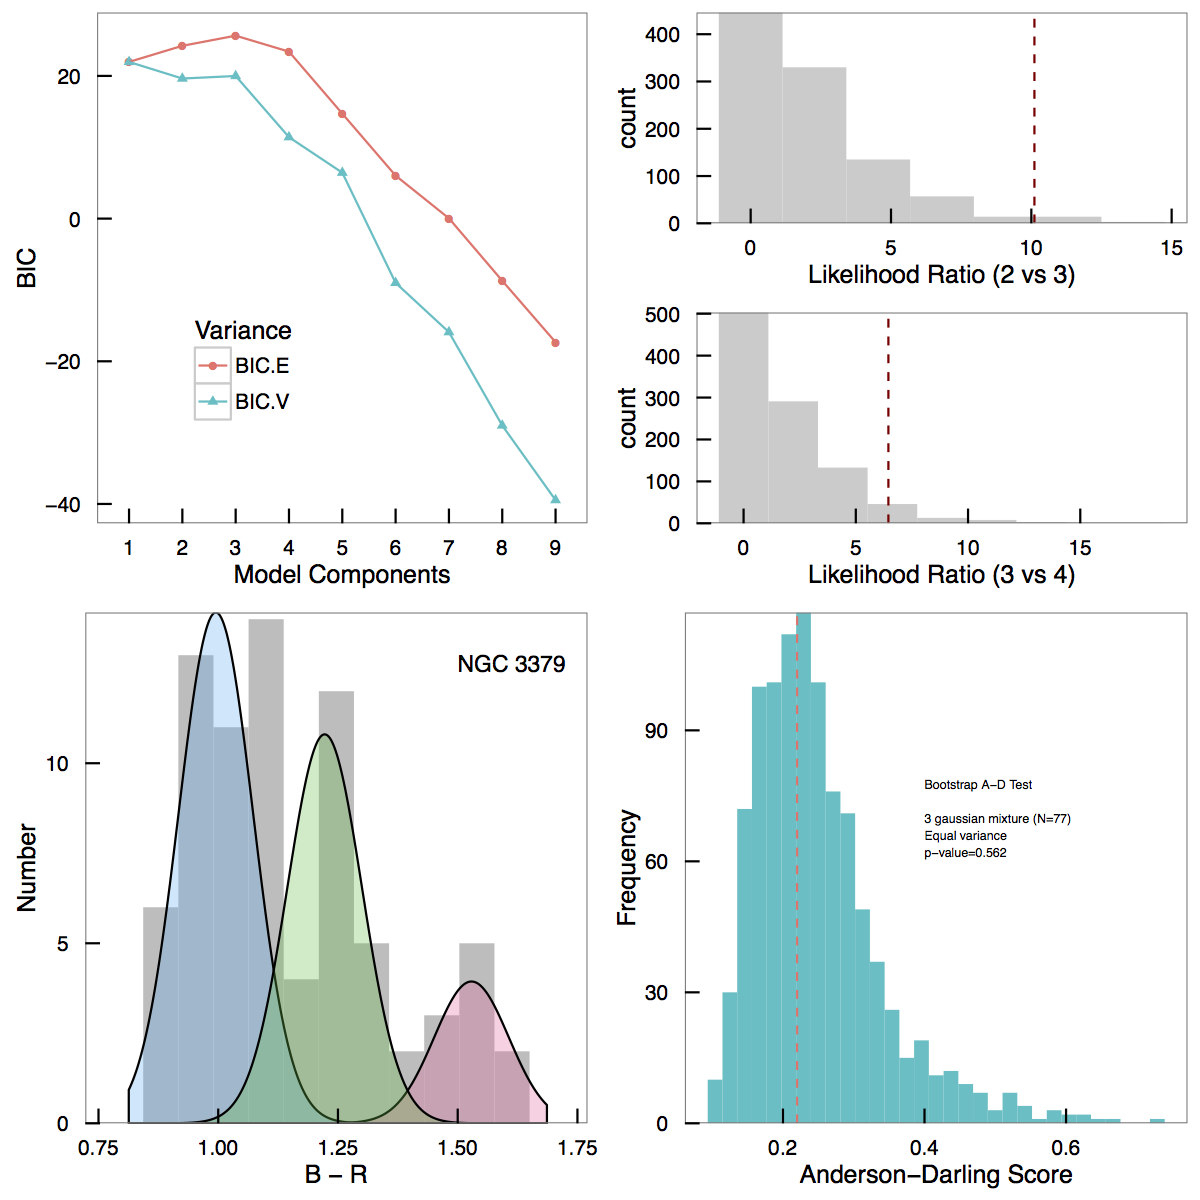 20
0
−20
−40
BIC
Variance
BIC.E
BIC.V
1 2 3 4 5 6 7 8 9
Model Components
400
300
200
100
0
count
0 5 10 15
Likelihood Ratio (2 vs 3)
500
400
300
200
100
0
count
0 5 10 15
Likelihood Ratio (3 vs 4)
NGC 3379
10
5
0
Number
0.75 1.00 1.25 1.50 1.75
B − R
90
60
30
0
Frequency
Bootstrap A−D Test
3 gaussian mixture (N=77)
Equal variance
p−value=0.562
0.2 0.4 0.6
Anderson−Darling Score